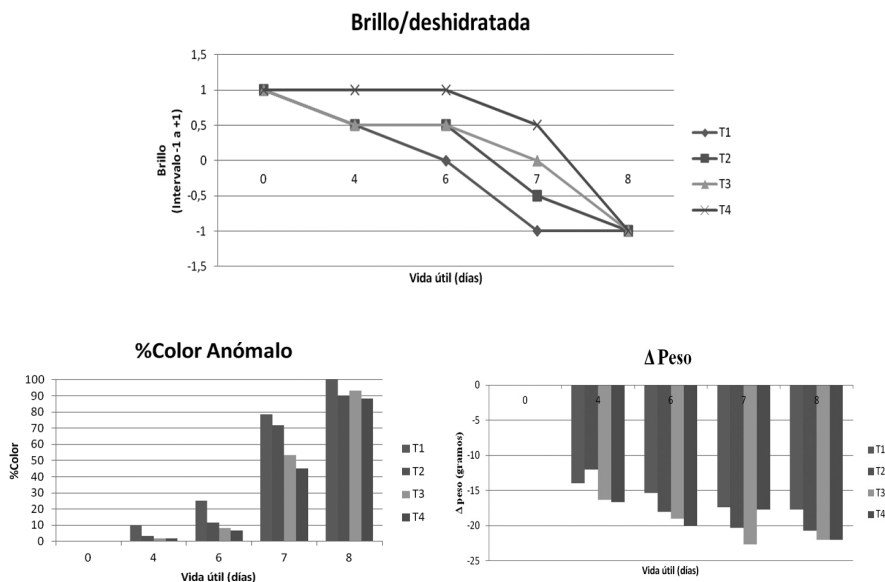 Brillo/deshidratada
1,5
1
0,5
0
-0,5
-1
-1,5
Brillo
(Intervalo-1 a +1)
0 4 6 7 8
Vida útil (días)
T1
T2
T3
T4
%Color Anómalo
100
90
80
70
60
50
40
30
20
10
0
%Color
0 4 6 7 8
Vida útil (días)
T1
T2
T3
T4
Δ Peso
0
-5
-10
-15
-20
-25
Δ peso (gramos)
0 4 6 7 8
Vida útil (días)
T1
T2
T3
T4